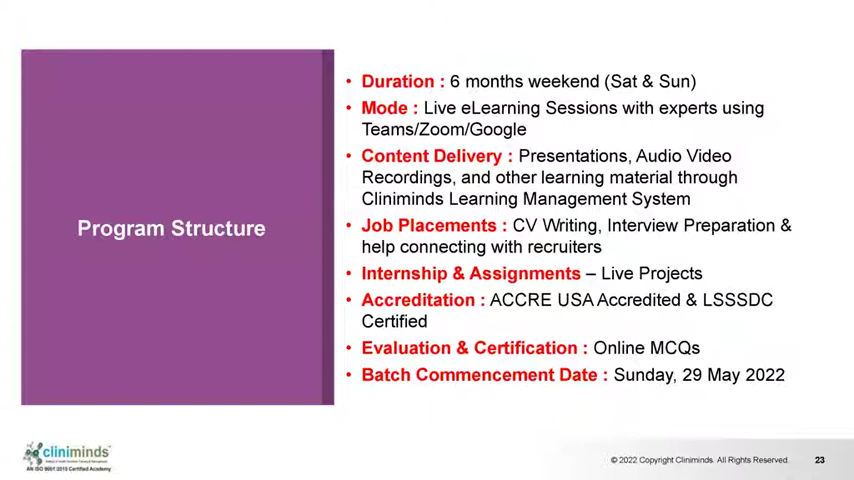 Program Structure
• Duration : 6 months weekend (Sat & Sun)
• Mode : Live eLearning Sessions with experts using
Teams/Zoom/Google
• Content Delivery : Presentations, Audio Video
Recordings, and other learning material through
Cliniminds Learning Management System
• Job Placements : CV Writing, Interview Preparation &
help connecting with recruiters
• Internship & Assignments – Live Projects
• Accreditation : ACCRE USA Accredited & LSSSDC
Certified
• Evaluation & Certification : Online MCQs
• Batch Commencement Date : Sunday, 29 May 2022
cliniminds
AN ISO 9001:2015 Certified Academy
© 2022 Copyright Cliniminds. All Rights Reserved. 23